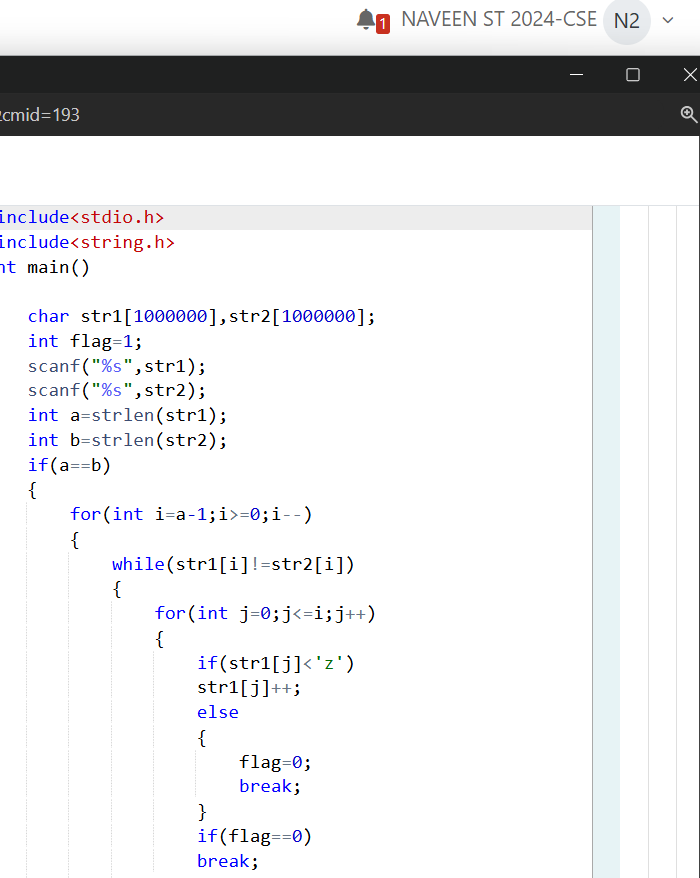 1 NAVEEN ST 2024-CSE N2
cmid=193
include<stdio.h>
include<string.h>
nt main()
char str1[1000000],str2[1000000];
int flag=1;
scanf("%s",str1);
scanf("%s",str2);
int a=strlen(str1);
int b=strlen(str2);
if(a==b)
{
for(int i=a-1;i>=0;i--)
{
while(str1[i]!=str2[i])
{
for(int j=0;j<=i;j++)
{
if(str1[j]<'z')
str1[j]++;
else
{
flag=0;
break;
}
if(flag==0)
break;